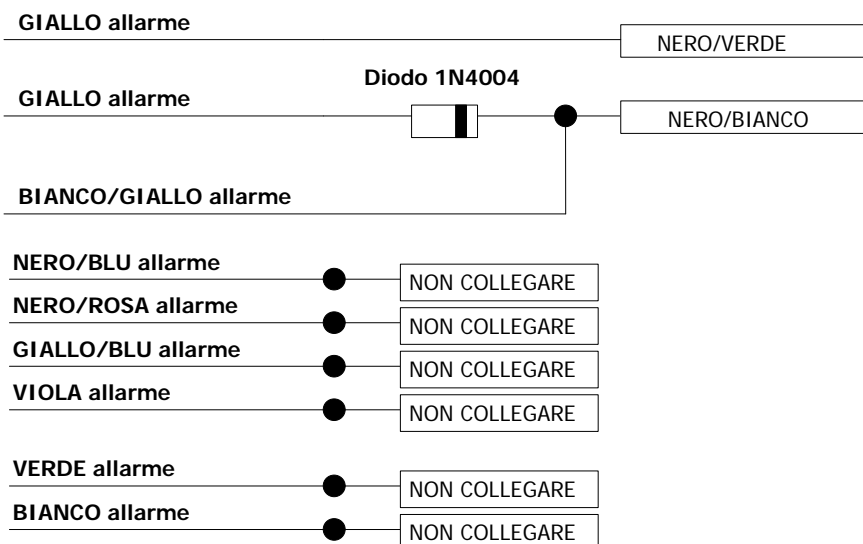 GIALLO allarme
NERO/VERDE
Diodo 1N4004
GIALLO allarme
NERO/BIANCO
BIANCO/GIALLO allarme
NERO/BLU allarme
NON COLLEGARE
NERO/ROSA allarme
NON COLLEGARE
GIALLO/BLU allarme
NON COLLEGARE
VIOLA allarme
NON COLLEGARE
VERDE allarme
NON COLLEGARE
BIANCO allarme
NON COLLEGARE